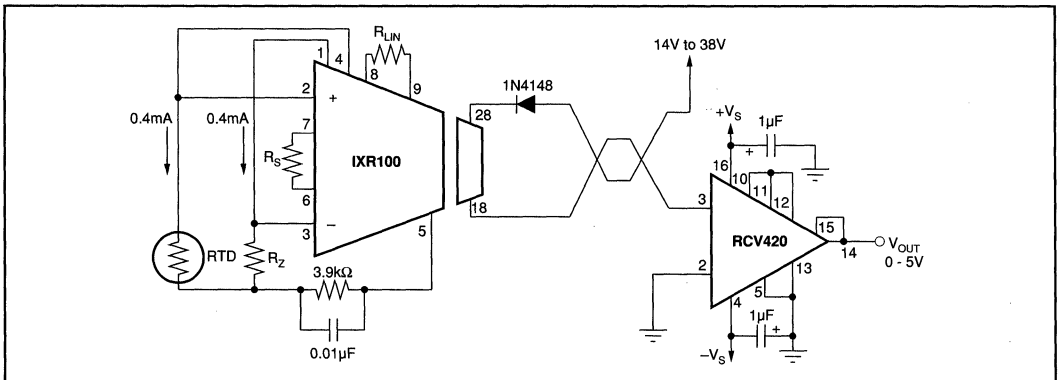 R_LIN
14V to 38V
1
4
8
9
1N4148
2
+
28
+V_S
1µF
0.4mA
0.4mA
7
+
16
R_S
IXR100
10
11
12
6
18
3
3
−
5
RCV420
15
V_OUT
14
0 - 5V
RTD
R_Z
2
13
3.9kΩ
4
5
1µF
+
0.01µF
−V_S